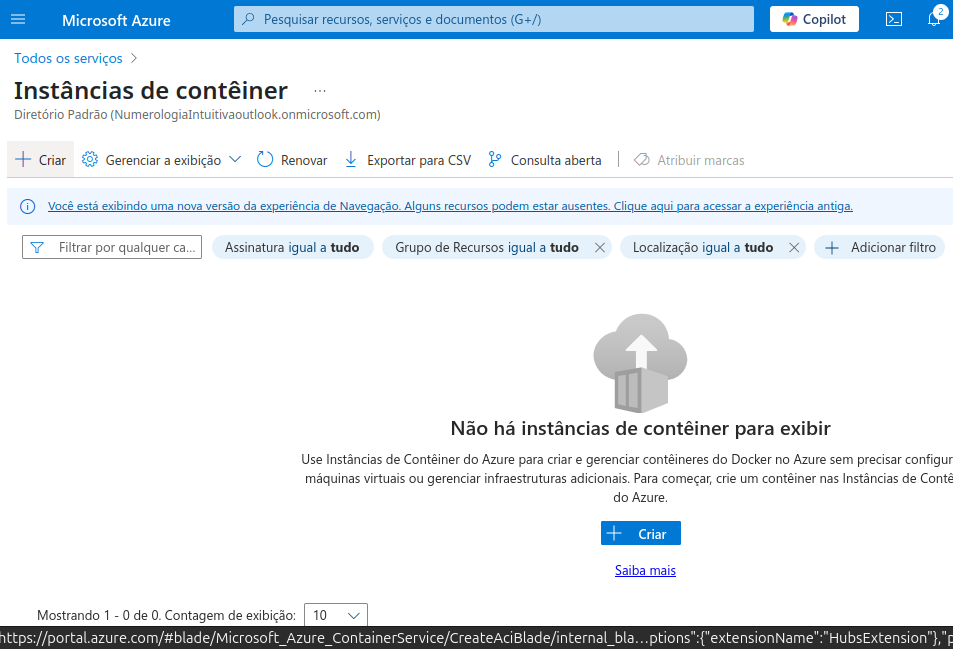 Microsoft Azure
Pesquisar recursos, serviços e documentos (G+/)
Copilot
2
Todos os serviços
Instâncias de contêiner
...
Diretório Padrão (NumerologiaIntuitivaoutlook.onmicrosoft.com)
Criar
Gerenciar a exibição
Renovar
Exportar para CSV
Consulta aberta
Atribuir marcas
Você está exibindo uma nova versão da experiência de Navegação. Alguns recursos podem estar ausentes. Clique aqui para acessar a experiência antiga.
Filtrar por qualquer ca...
Assinatura igual a tudo
Grupo de Recursos igual a tudo
Localização igual a tudo
Adicionar filtro
Não há instâncias de contêiner para exibir
Use Instâncias de Contêiner do Azure para criar e gerenciar contêineres do Docker no Azure sem precisar configur
máquinas virtuais ou gerenciar infraestruturas adicionais. Para começar, crie um contêiner nas Instâncias de Contê
do Azure.
Criar
Saiba mais
Mostrando 1 - 0 de 0. Contagem de exibição:
10
https://portal.azure.com/#blade/Microsoft_Azure_ContainerService/CreateAciBlade/internal_bla…ptions":{"extensionName":"HubsExtension"},"p